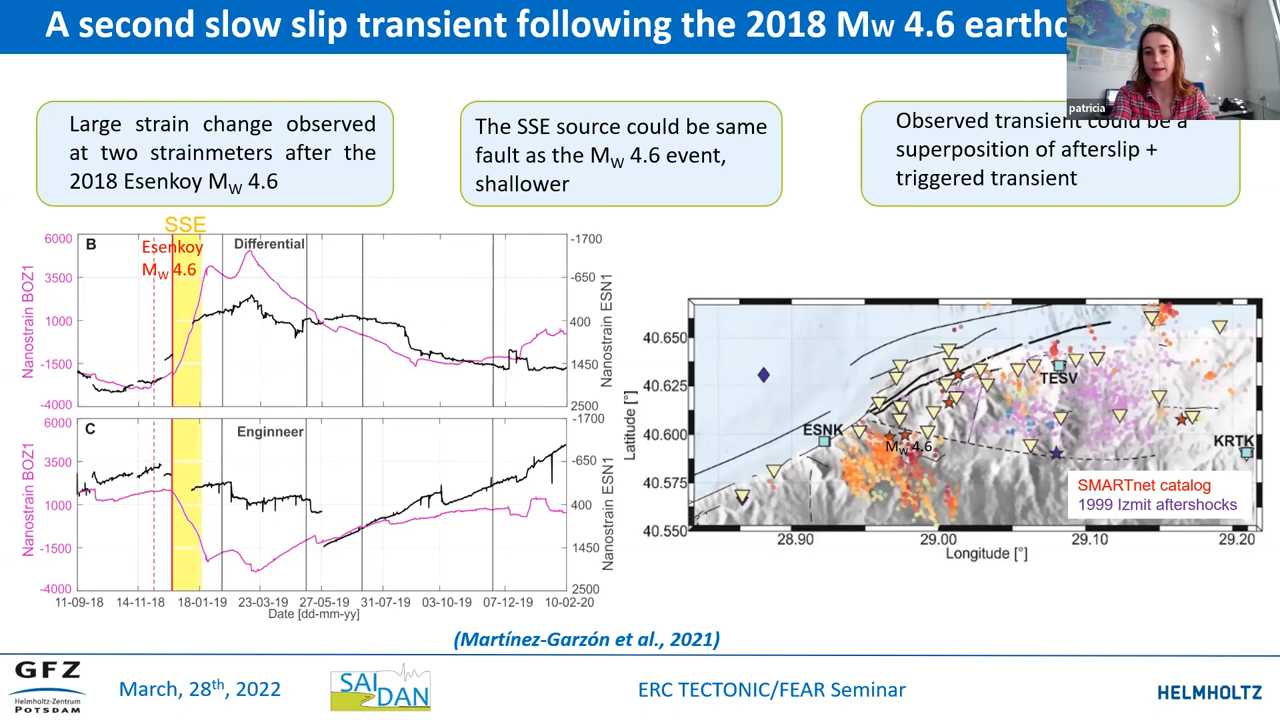 A second slow slip transient following the 2018 Mw 4.6
patricia
Large strain change observed
at two strainmeters after the
2018 Esenkoy MW 4.6
The SSE source could be same
fault as the MW 4.6 event,
shallower
Observed transient could be a
superposition of afterslip +
triggered transient
SSE
Esenkoy
MW 4.6
B
Differential
6000
3500
1000
-1500
-4000
Nanostrain BOZ1
-1700
-650
400
1450
2500
Nanostrain ESN1
C
Enginneer
6000
3500
1000
-1500
-4000
Nanostrain BOZ1
-1700
-650
400
1450
2500
Nanostrain ESN1
11-09-18 14-11-18 18-01-19 23-03-19 27-05-19 31-07-19 03-10-19 07-12-19 10-02-20
Date [dd-mm-yy]
40.650
40.625
40.600
40.575
40.550
Latitude [°]
TESV
ESNK
KRTK
MW 4.6
SMARTnet catalog
1999 Izmit aftershocks
28.90 29.00 29.10 29.20
Longitude [°]
(Martínez-Garzón et al., 2021)
GFZ
Helmholtz-Zentrum
POTSDAM
March, 28th, 2022
SAIDAN
ERC TECTONIC/FEAR Seminar
HELMHOLTZ